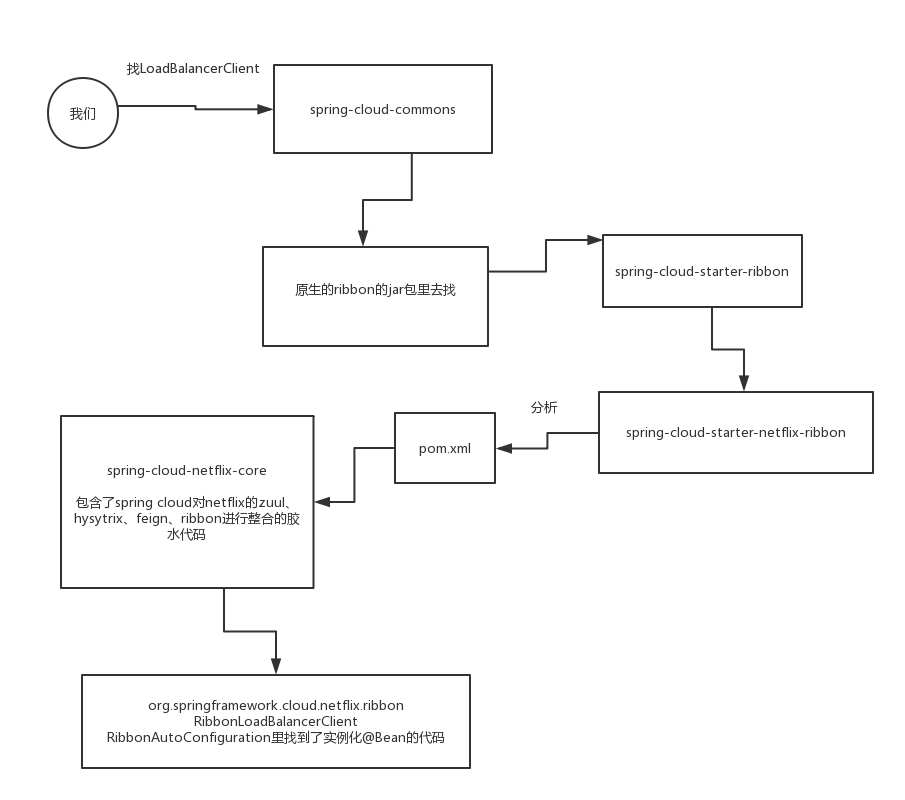 找LoadBalancerClient
我们
spring-cloud-commons
原生的ribbon的jar包里去找
spring-cloud-starter-ribbon
分析
spring-cloud-starter-netflix-ribbon
pom.xml
spring-cloud-netflix-core
包含了spring cloud对netflix的zuul、
hysytrix、feign、ribbon进行整合的胶
水代码
org.springframework.cloud.netflix.ribbon
RibbonLoadBalancerClient
RibbonAutoConfiguration里找到了实例化@Bean的代码